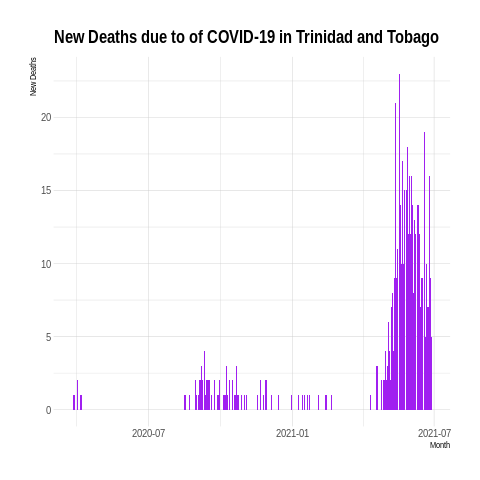 New Deaths due to of COVID-19 in Trinidad and Tobago
New Deaths
20
15
10
5
0
2020-07
2021-01
2021-07
Month